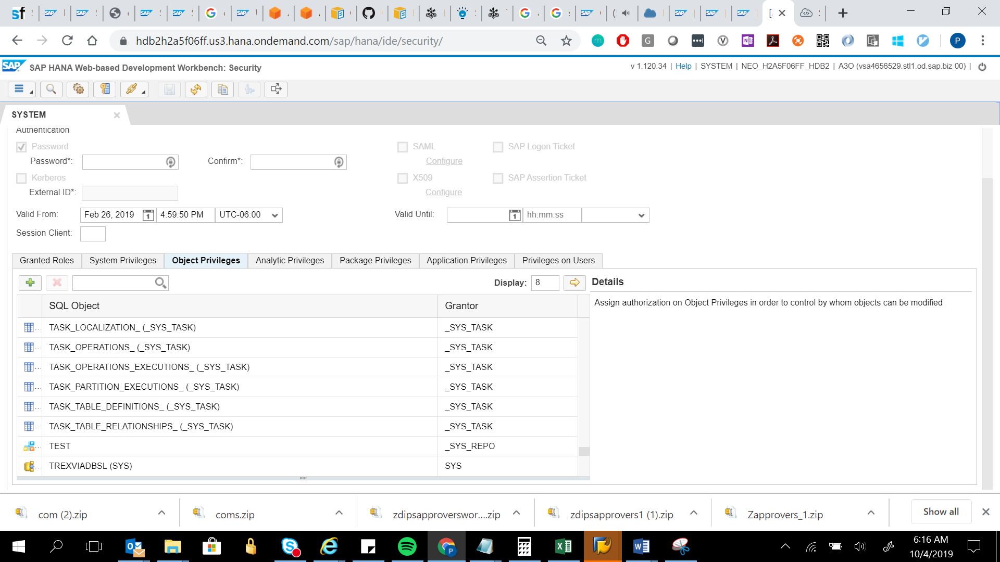 hdb2h2a5f06ff.us3.hana.ondemand.com/sap/hana/ide/security/
P
SAP SAP HANA Web-based Development Workbench: Security
v 1.120.34 | Help | SYSTEM | NEO_H2A5F06FF_HDB2 | A3O (vsa4656529.stl1.od.sap.biz 00) |
SYSTEM
Authentication
Password
SAML
SAP Logon Ticket
Password*:
Confirm*:
Configure
Kerberos
X509
SAP Assertion Ticket
External ID*:
Configure
Valid From: Feb 26, 2019 4:59:50 PM UTC-06:00
Valid Until: hh:mm:ss
Session Client:
Granted Roles System Privileges Object Privileges Analytic Privileges Package Privileges Application Privileges Privileges on Users
Display: 8
Details
SQL Object Grantor
Assign authorization on Object Privileges in order to control by whom objects can be modified
TASK_LOCALIZATION_ (_SYS_TASK) _SYS_TASK
TASK_OPERATIONS_ (_SYS_TASK) _SYS_TASK
TASK_OPERATIONS_EXECUTIONS_ (_SYS_TASK) _SYS_TASK
TASK_PARTITION_EXECUTIONS_ (_SYS_TASK) _SYS_TASK
TASK_TABLE_DEFINITIONS_ (_SYS_TASK) _SYS_TASK
TASK_TABLE_RELATIONSHIPS_ (_SYS_TASK) _SYS_TASK
TEST _SYS_REPO
TREXVIADBSL (SYS) SYS
com (2).zip
coms.zip
zdipsapproverswor....zip
zdipsapprovers1 (1).zip
Zapprovers_1.zip
Show all
6:16 AM
10/4/2019